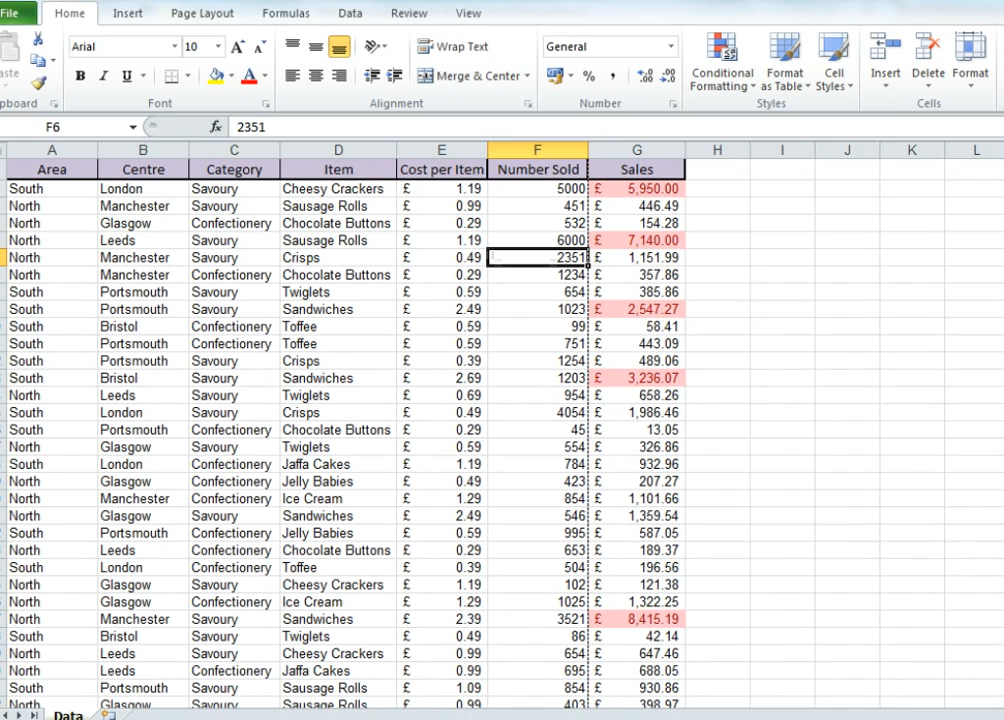 File Home Insert Page Layout Formulas Data Review View
Arial 10 A A Wrap Text General
B I U A Merge & Center % , Conditional Formatting Format as Table Cell Styles Insert Delete Format
Font Alignment Number Styles Cells
F6 fx 2351
A B C D E F G H I J K L
Area Centre Category Item Cost per Item Number Sold Sales
South London Savoury Cheesy Crackers £ 1.19 5000 £ 5,950.00
North Manchester Savoury Sausage Rolls £ 0.99 451 £ 446.49
North Glasgow Confectionery Chocolate Buttons £ 0.29 532 £ 154.28
North Leeds Savoury Sausage Rolls £ 1.19 6000 £ 7,140.00
North Manchester Savoury Crisps £ 0.49 2351 £ 1,151.99
North Manchester Confectionery Chocolate Buttons £ 0.29 1234 £ 357.86
South Portsmouth Savoury Twiglets £ 0.59 654 £ 385.86
South Portsmouth Savoury Sandwiches £ 2.49 1023 £ 2,547.27
South Bristol Confectionery Toffee £ 0.59 99 £ 58.41
South Portsmouth Confectionery Toffee £ 0.59 751 £ 443.09
South Portsmouth Savoury Crisps £ 0.39 1254 £ 489.06
South Bristol Savoury Sandwiches £ 2.69 1203 £ 3,236.07
North Leeds Savoury Twiglets £ 0.69 954 £ 658.26
South London Savoury Crisps £ 0.49 4054 £ 1,986.46
South Portsmouth Confectionery Chocolate Buttons £ 0.29 45 £ 13.05
North Glasgow Savoury Twiglets £ 0.59 554 £ 326.86
South London Confectionery Jaffa Cakes £ 1.19 784 £ 932.96
North Glasgow Confectionery Jelly Babies £ 0.49 423 £ 207.27
North Manchester Confectionery Ice Cream £ 1.29 854 £ 1,101.66
North Glasgow Savoury Sandwiches £ 2.49 546 £ 1,359.54
South Portsmouth Confectionery Jelly Babies £ 0.59 995 £ 587.05
North Leeds Confectionery Chocolate Buttons £ 0.29 653 £ 189.37
South London Confectionery Toffee £ 0.39 504 £ 196.56
North Glasgow Savoury Cheesy Crackers £ 1.19 102 £ 121.38
North Glasgow Confectionery Ice Cream £ 1.29 1025 £ 1,322.25
North Manchester Savoury Sandwiches £ 2.39 3521 £ 8,415.19
South Bristol Savoury Twiglets £ 0.49 86 £ 42.14
North Leeds Savoury Cheesy Crackers £ 0.99 654 £ 647.46
North Leeds Confectionery Jaffa Cakes £ 0.99 695 £ 688.05
South Portsmouth Savoury Sausage Rolls £ 1.09 854 £ 930.86
North Glasgow Savoury Sausage Rolls £ 0.99 403 £ 398.97
Data